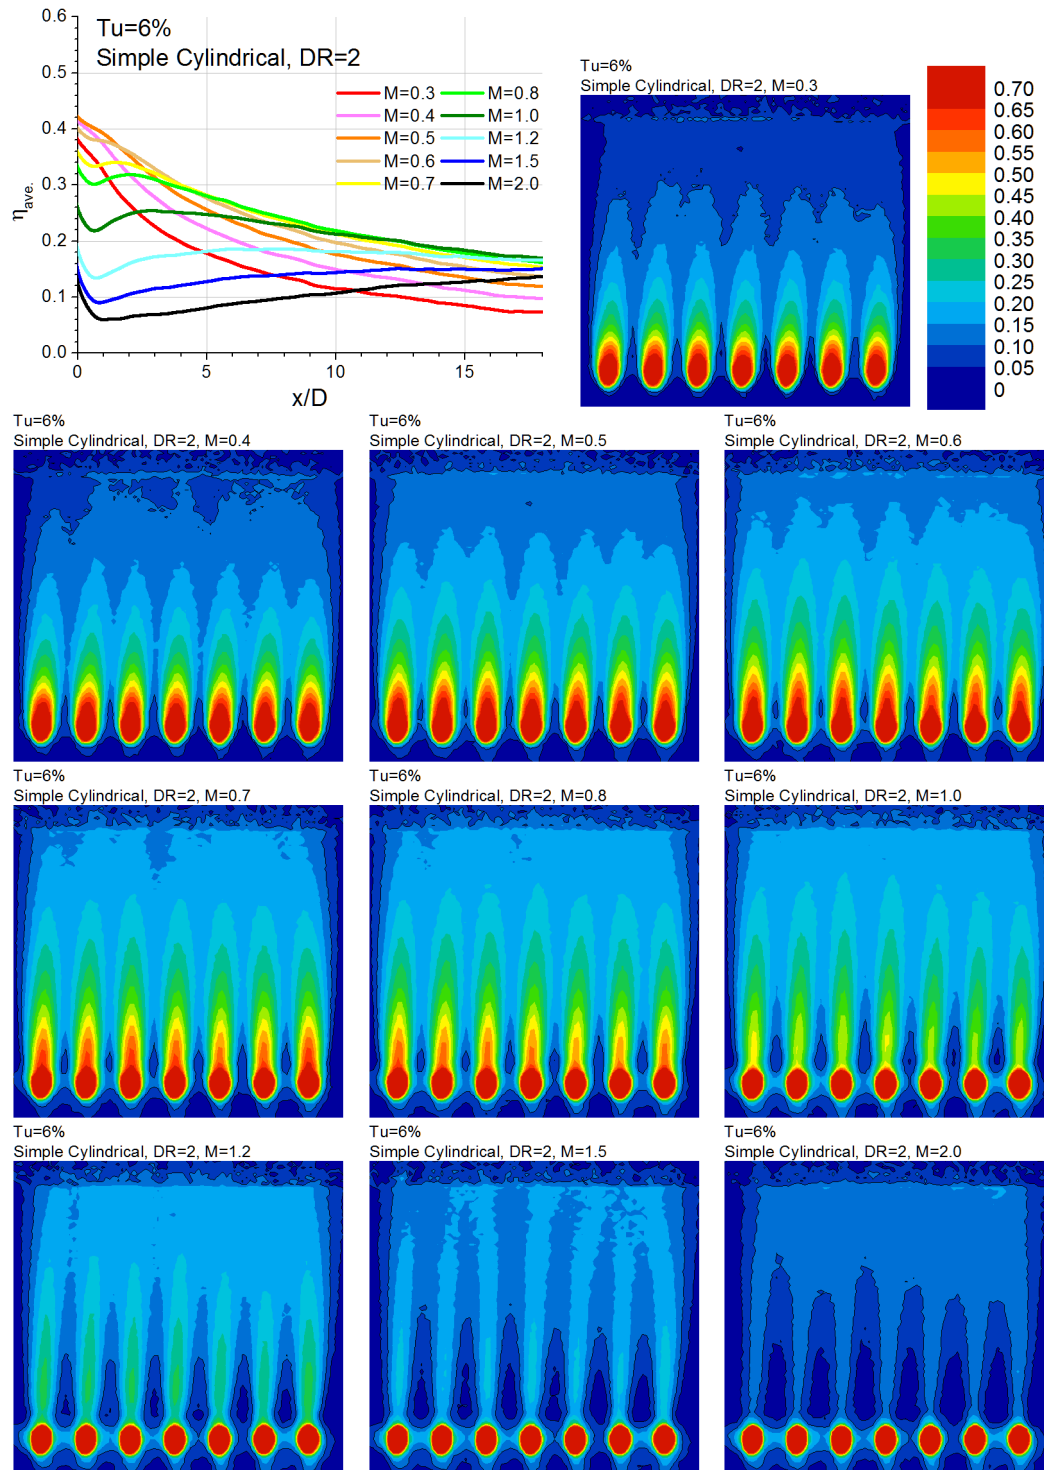 Tu=6%
Simple Cylindrical, DR=2
0.6
0.5
0.4
0.3
0.2
0.1
0.0
ηave.
M=0.3
M=0.8
M=0.4
M=1.0
M=0.5
M=1.2
M=0.6
M=1.5
M=0.7
M=2.0
0
5
10
15
x/D
Tu=6%
Simple Cylindrical, DR=2, M=0.3
0.70
0.65
0.60
0.55
0.50
0.45
0.40
0.35
0.30
0.25
0.20
0.15
0.10
0.05
0
Tu=6%
Simple Cylindrical, DR=2, M=0.4
Tu=6%
Simple Cylindrical, DR=2, M=0.5
Tu=6%
Simple Cylindrical, DR=2, M=0.6
Tu=6%
Simple Cylindrical, DR=2, M=0.7
Tu=6%
Simple Cylindrical, DR=2, M=0.8
Tu=6%
Simple Cylindrical, DR=2, M=1.0
Tu=6%
Simple Cylindrical, DR=2, M=1.2
Tu=6%
Simple Cylindrical, DR=2, M=1.5
Tu=6%
Simple Cylindrical, DR=2, M=2.0